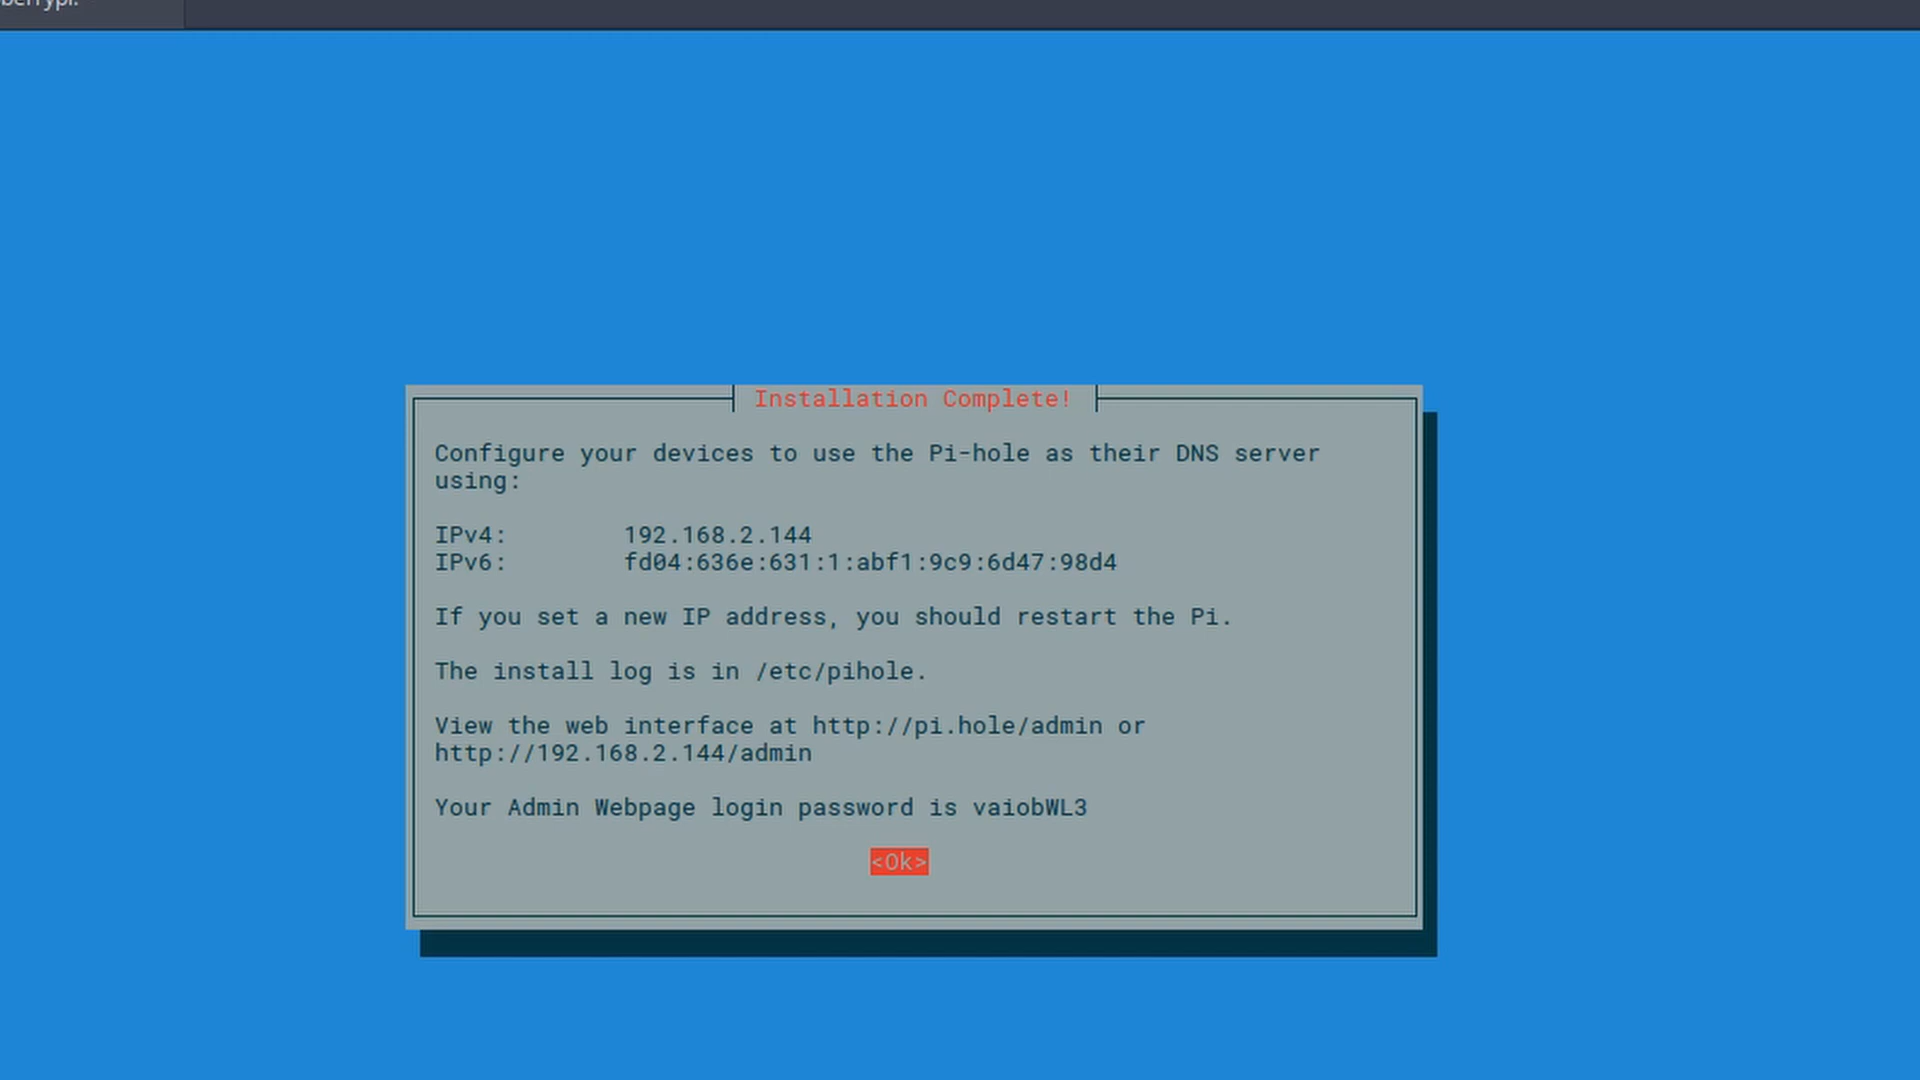 Installation Complete!
Configure your devices to use the Pi-hole as their DNS server
using:
IPv4: 192.168.2.144
IPv6: fd04:636e:631:1:abf1:9c9:6d47:98d4
If you set a new IP address, you should restart the Pi.
The install log is in /etc/pihole.
View the web interface at http://pi.hole/admin or
http://192.168.2.144/admin
Your Admin Webpage login password is vaiobWL3
<Ok>